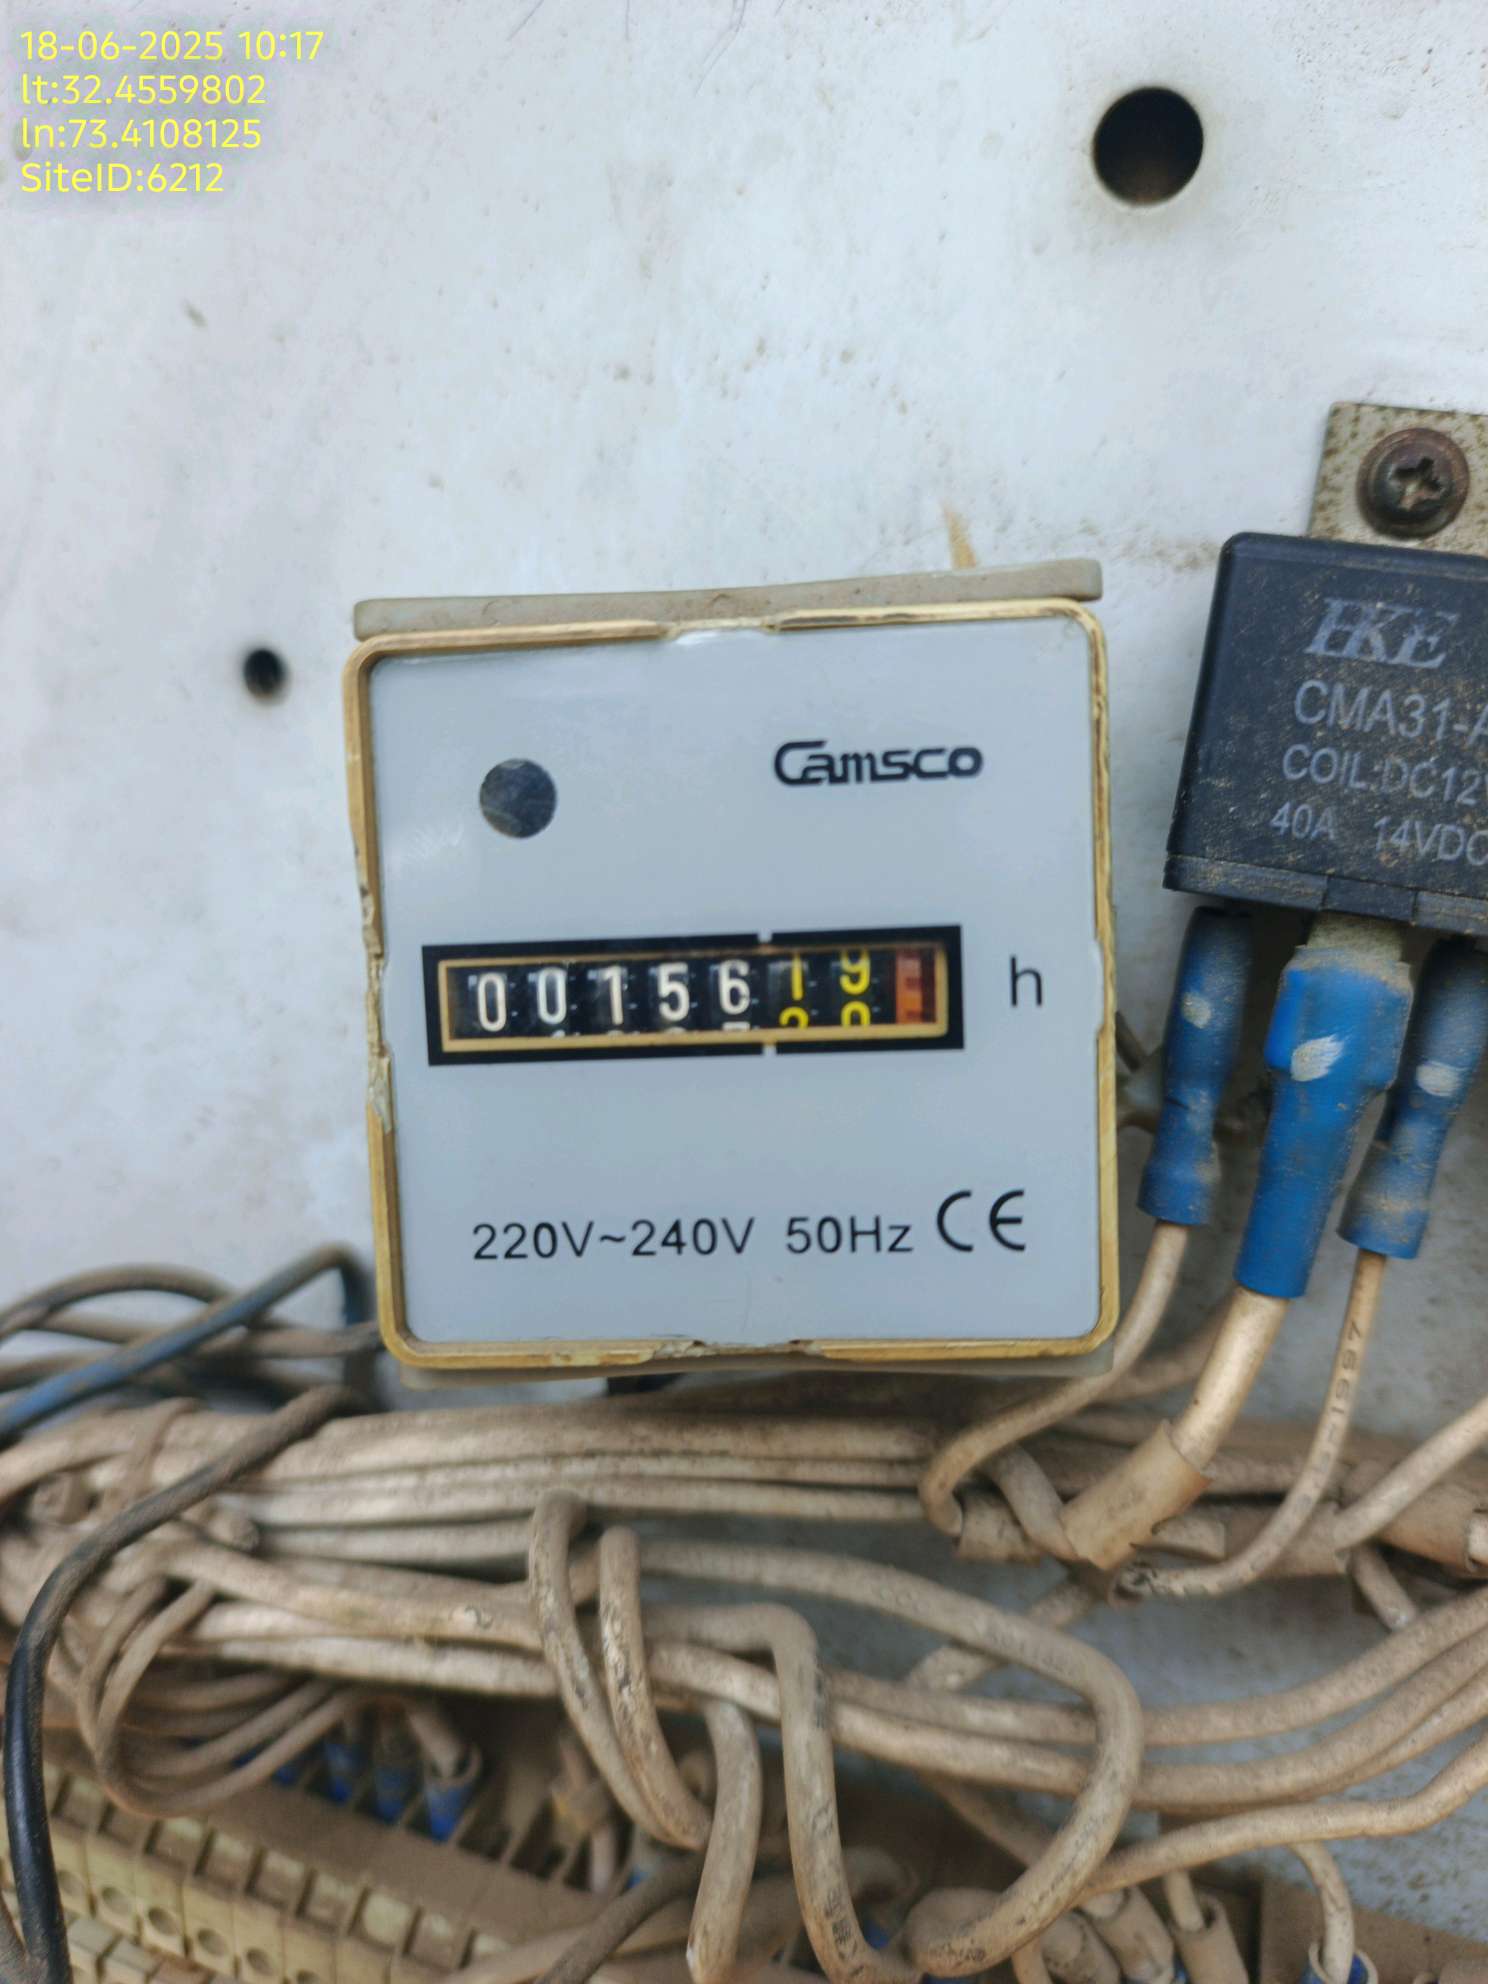 18-06-2025 10:17
lt:32.4559802
ln:73.4108125
SiteID:6212
HKE
CMA31-A
COIL:DC12V
40A 14VDC
Camsco
0015619
h
220V~240V 50Hz CE